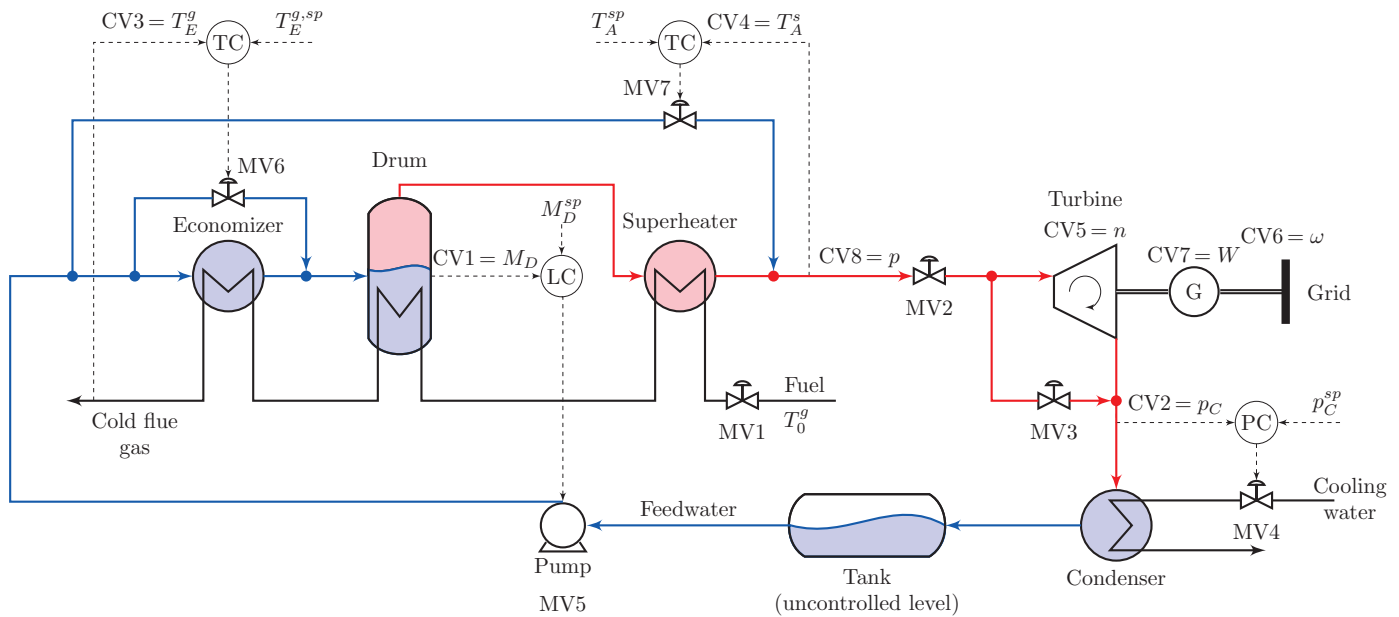 CV3 = T_E^g
TC
T_E^{g,sp}
T_A^{sp}
TC
CV4 = T_A^s
MV7
MV6
Drum
Economizer
M_D^{sp}
Superheater
Turbine
CV5 = n
CV1 = M_D
LC
CV8 = p
MV2
CV7 = W
G
CV6 = ω
Grid
Cold flue
gas
MV1
Fuel
T_0^g
MV3
CV2 = p_C
PC
p_C^{sp}
Feedwater
Cooling
water
MV4
Pump
MV5
Tank
(uncontrolled level)
Condenser